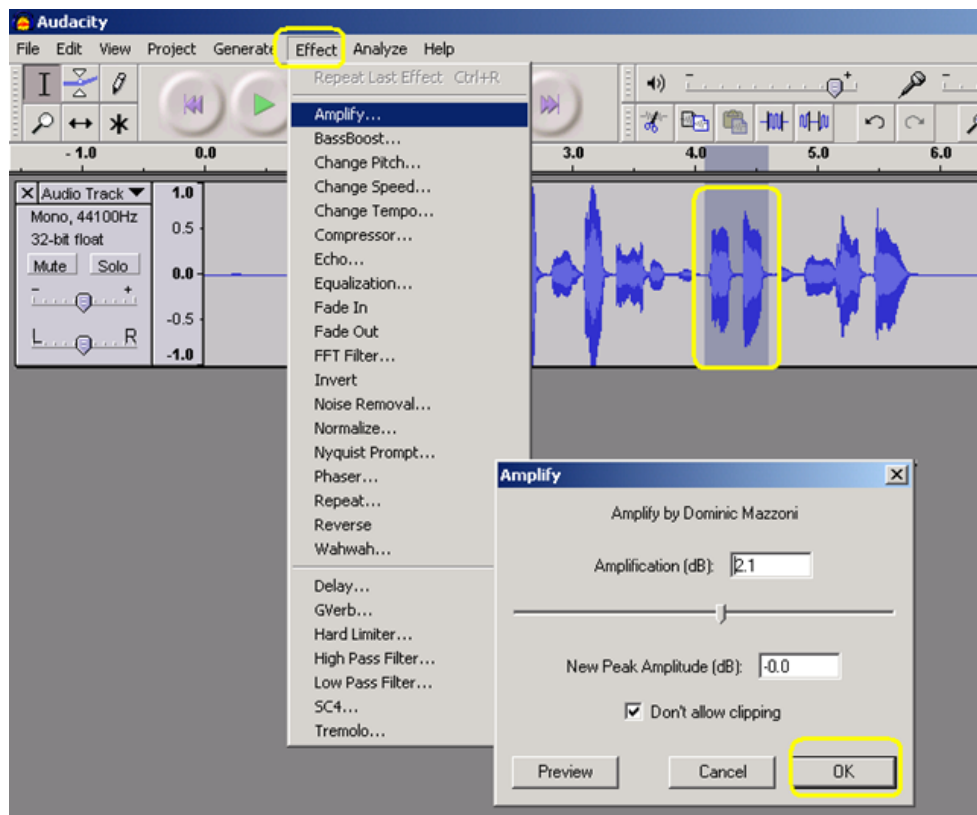 Audacity
File Edit View Project Generate Effect Analyze Help
Repeat Last Effect Ctrl+R
Amplify...
BassBoost...
Change Pitch...
Change Speed...
Change Tempo...
Compressor...
Echo...
Equalization...
Fade In
Fade Out
FFT Filter...
Invert
Noise Removal...
Normalize...
Nyquist Prompt...
Phaser...
Repeat...
Reverse
Wahwah...
Delay...
GVerb...
Hard Limiter...
High Pass Filter...
Low Pass Filter...
SC4...
Tremolo...
- 1.0 0.0 3.0 4.0 5.0 6.0
Audio Track
Mono, 44100Hz
32-bit float
Mute Solo
- +
L R
1.0
0.5
0.0
-0.5
-1.0
- +
-
Amplify
Amplify by Dominic Mazzoni
Amplification (dB): 2.1
New Peak Amplitude (dB): -0.0
Don't allow clipping
Preview Cancel OK